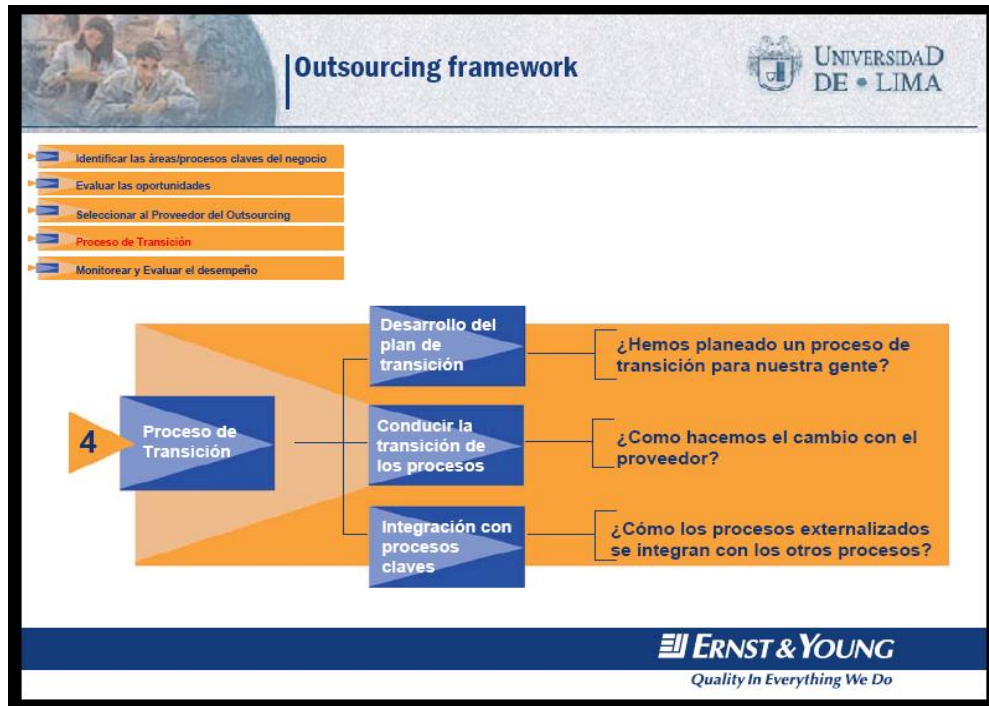 Outsourcing framework
UNIVERSIDAD
DE • LIMA
Identificar las áreas/procesos claves del negocio
Evaluar las oportunidades
Seleccionar al Proveedor del Outsourcing
Proceso de Transición
Monitorear y Evaluar el desempeño
4
Proceso de
Transición
Desarrollo del
plan de
transición
¿Hemos planeado un proceso de
transición para nuestra gente?
Conducir la
transición de
los procesos
¿Como hacemos el cambio con el
proveedor?
Integración con
procesos
claves
¿Cómo los procesos externalizados
se integran con los otros procesos?
ERNST & YOUNG
Quality In Everything We Do